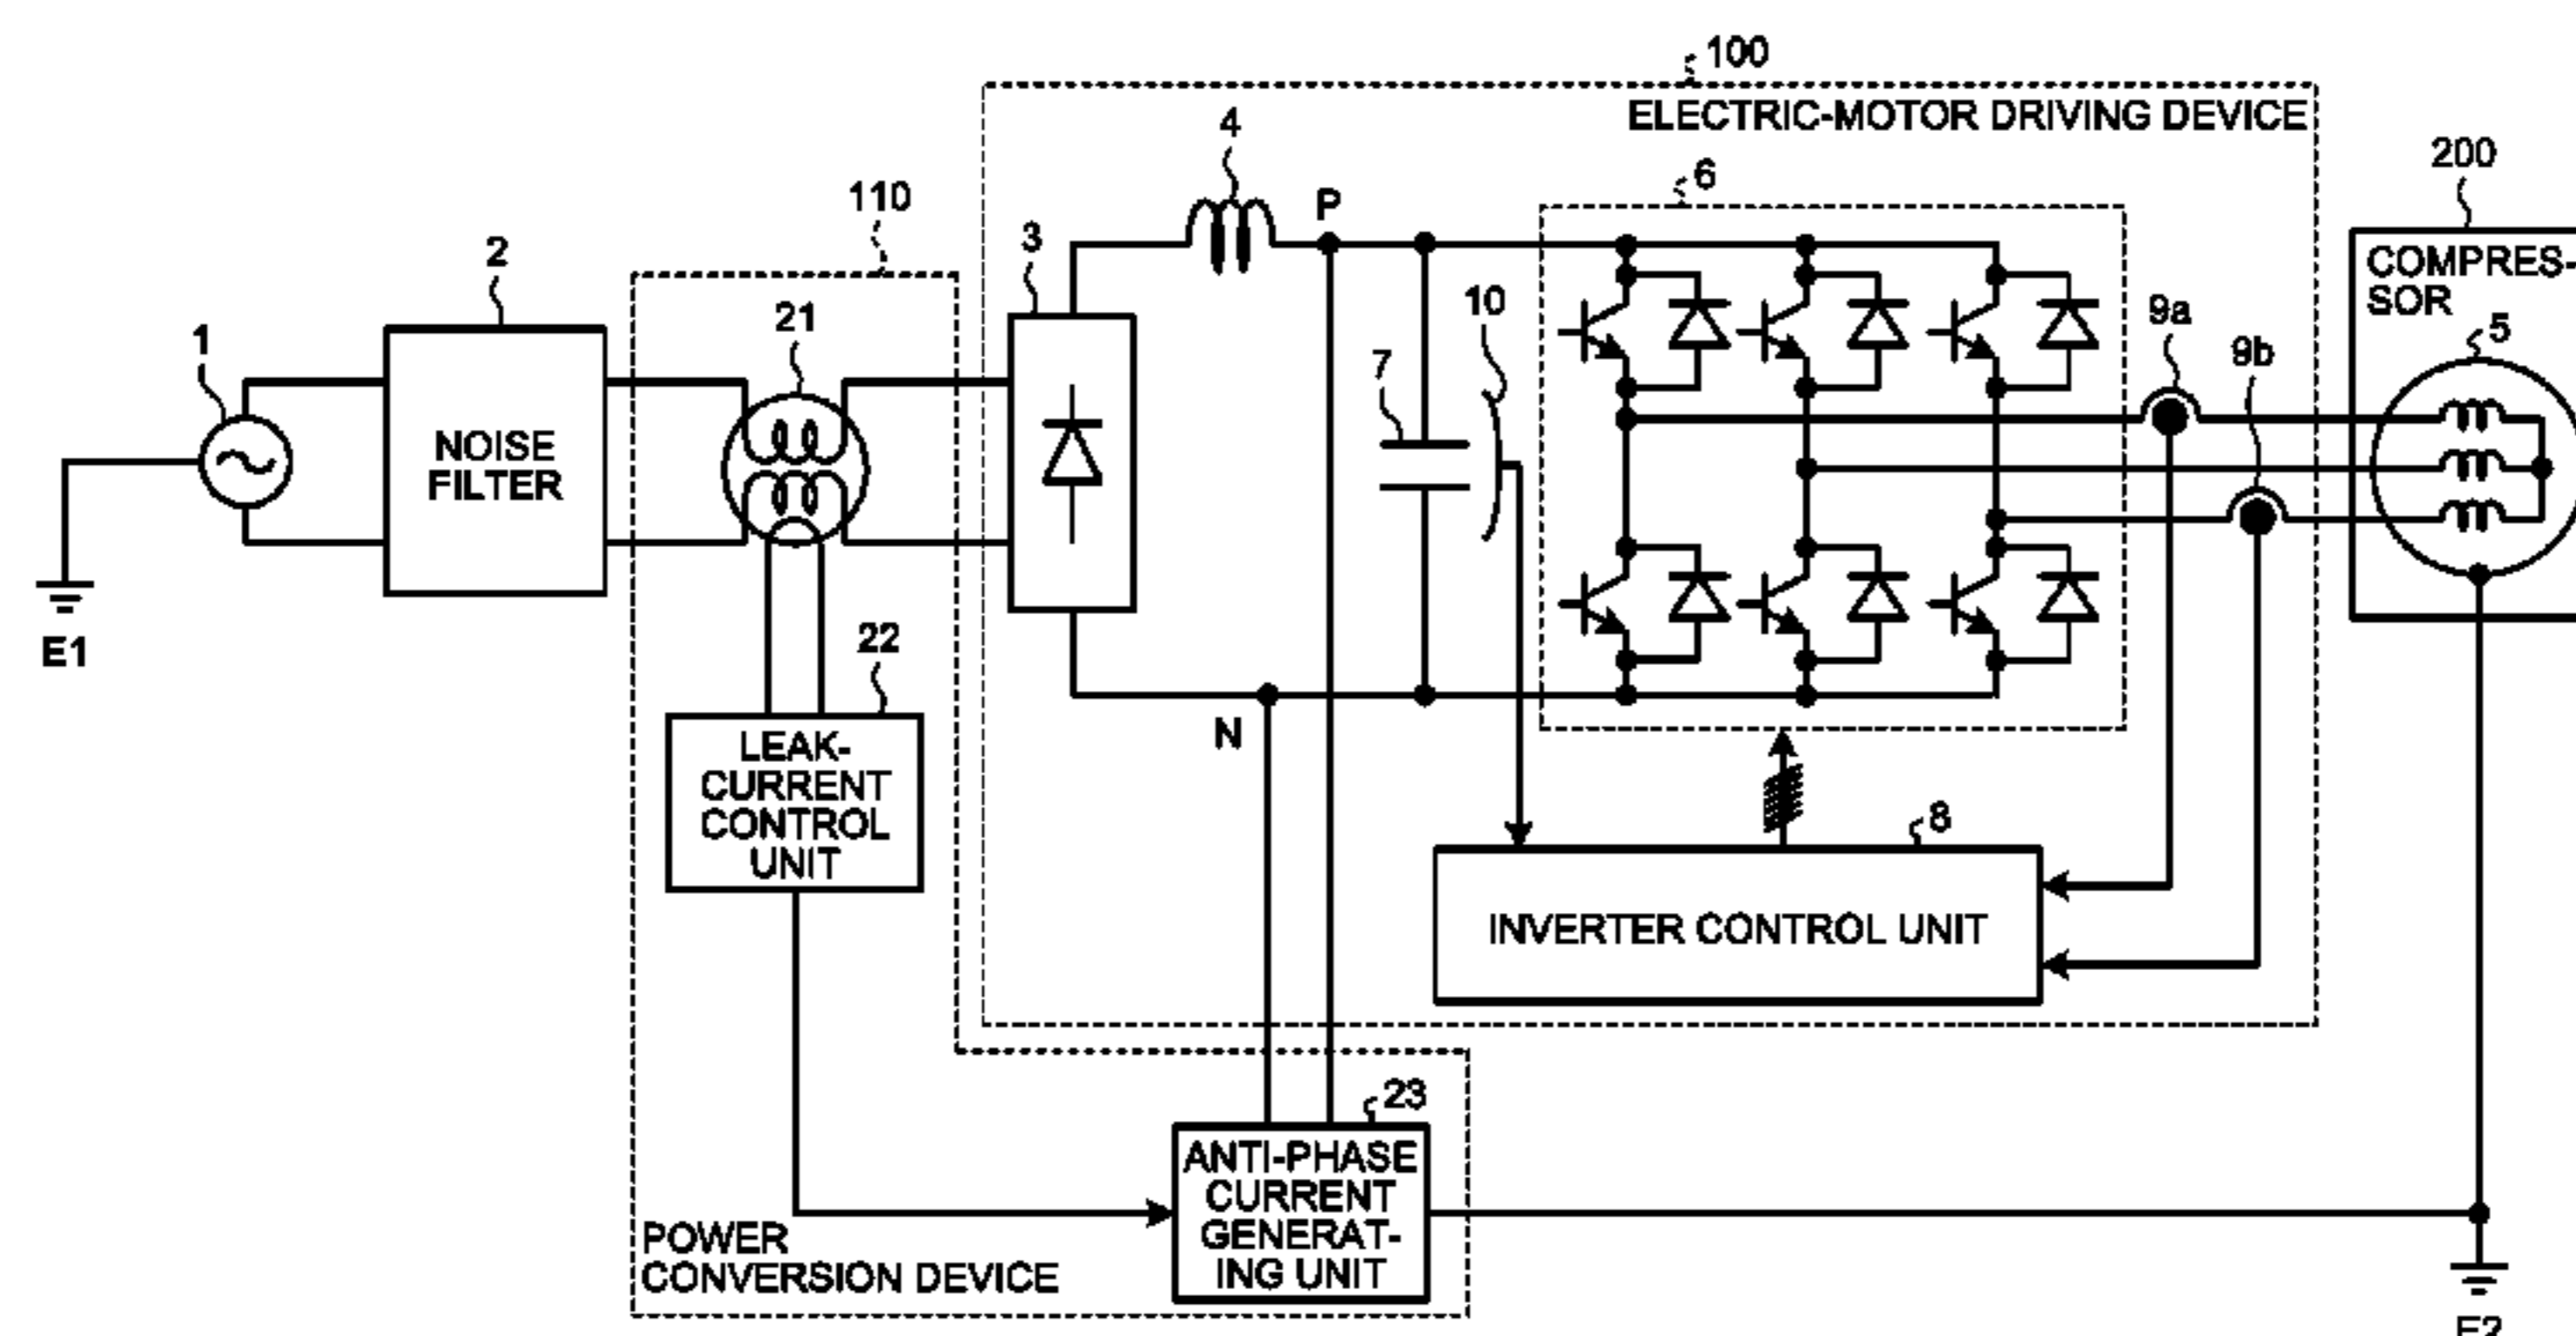 100
ELECTRIC-MOTOR DRIVING DEVICE
4
200
6
110
P
3
2
COMPRES-
SOR
10
21
9a
5
1
7
9b
NOISE
FILTER
E1
22
N
LEAK-
CURRENT
CONTROL
UNIT
8
INVERTER CONTROL UNIT
23
ANTI-PHASE
CURRENT
GENERAT-
ING UNIT
POWER
CONVERSION DEVICE